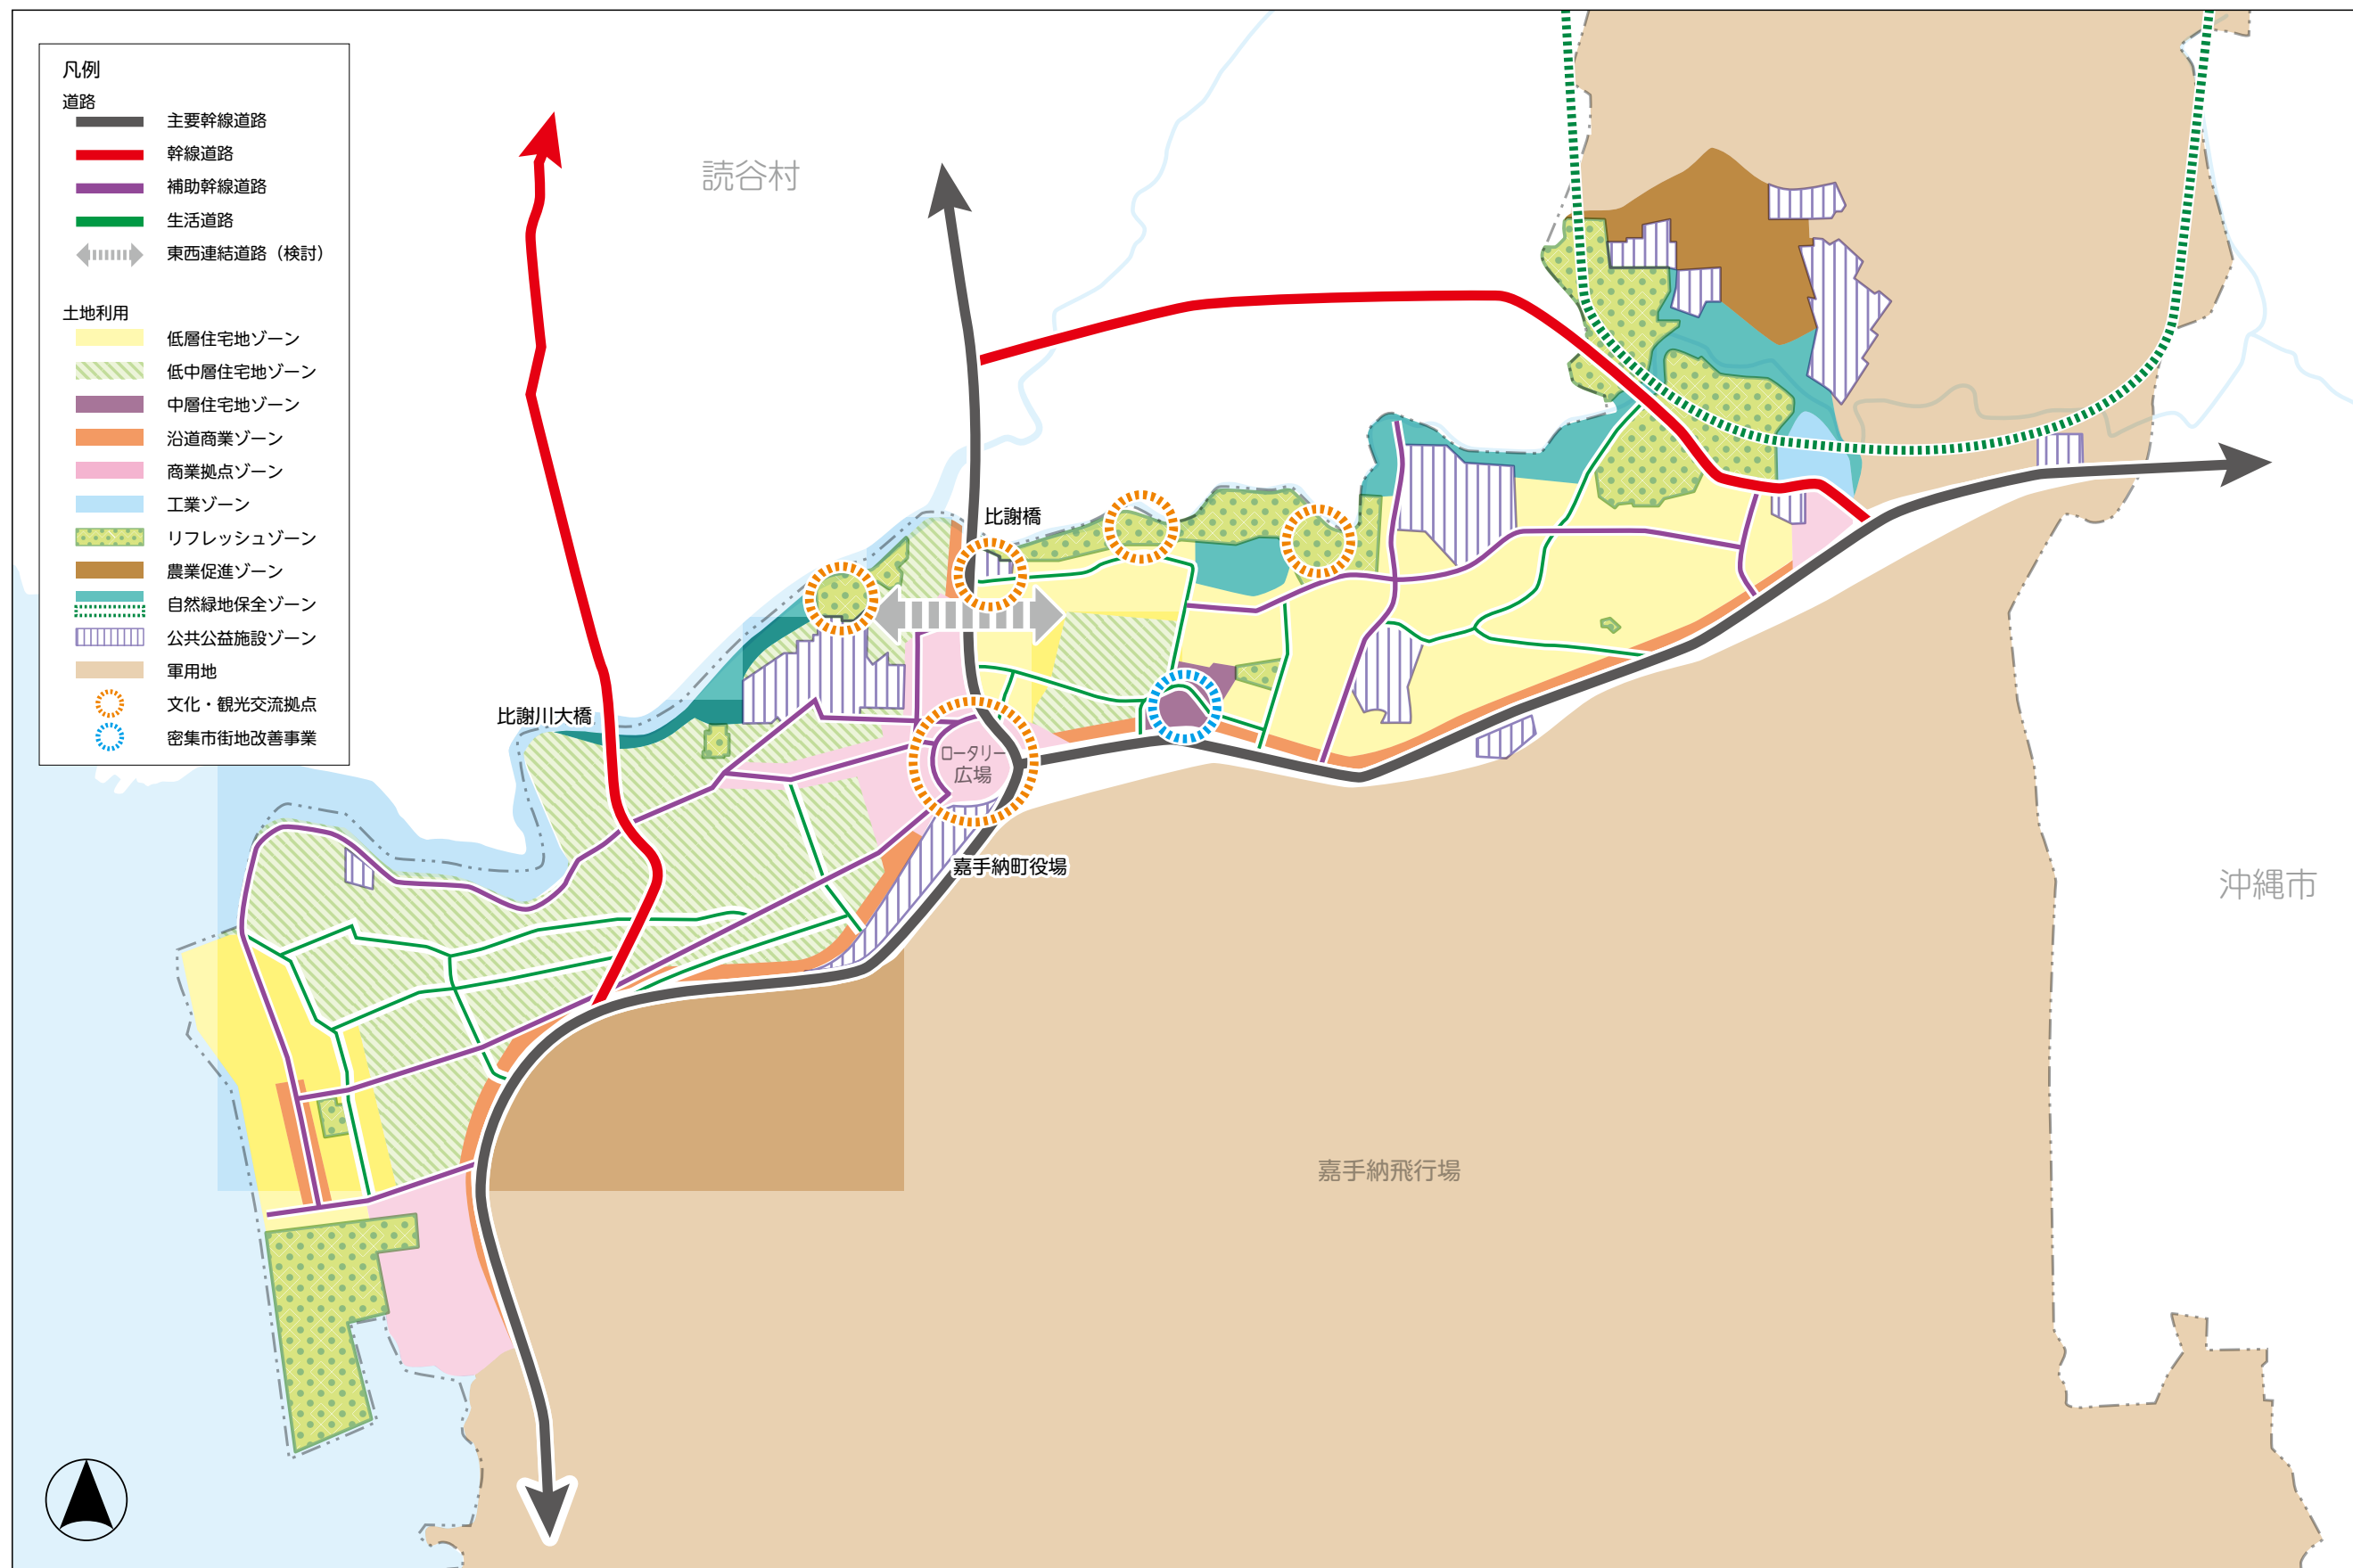 凡例
道路
主要幹線道路
幹線道路
補助幹線道路
生活道路
東西連結道路（検討）
土地利用
低層住宅地ゾーン
低中層住宅地ゾーン
中層住宅地ゾーン
沿道商業ゾーン
商業拠点ゾーン
工業ゾーン
リフレッシュゾーン
農業促進ゾーン
自然緑地保全ゾーン
公共公益施設ゾーン
軍用地
文化・観光交流拠点
密集市街地改善事業
読谷村
比謝橋
比謝川大橋
ロータリー
広場
嘉手納町役場
沖縄市
嘉手納飛行場